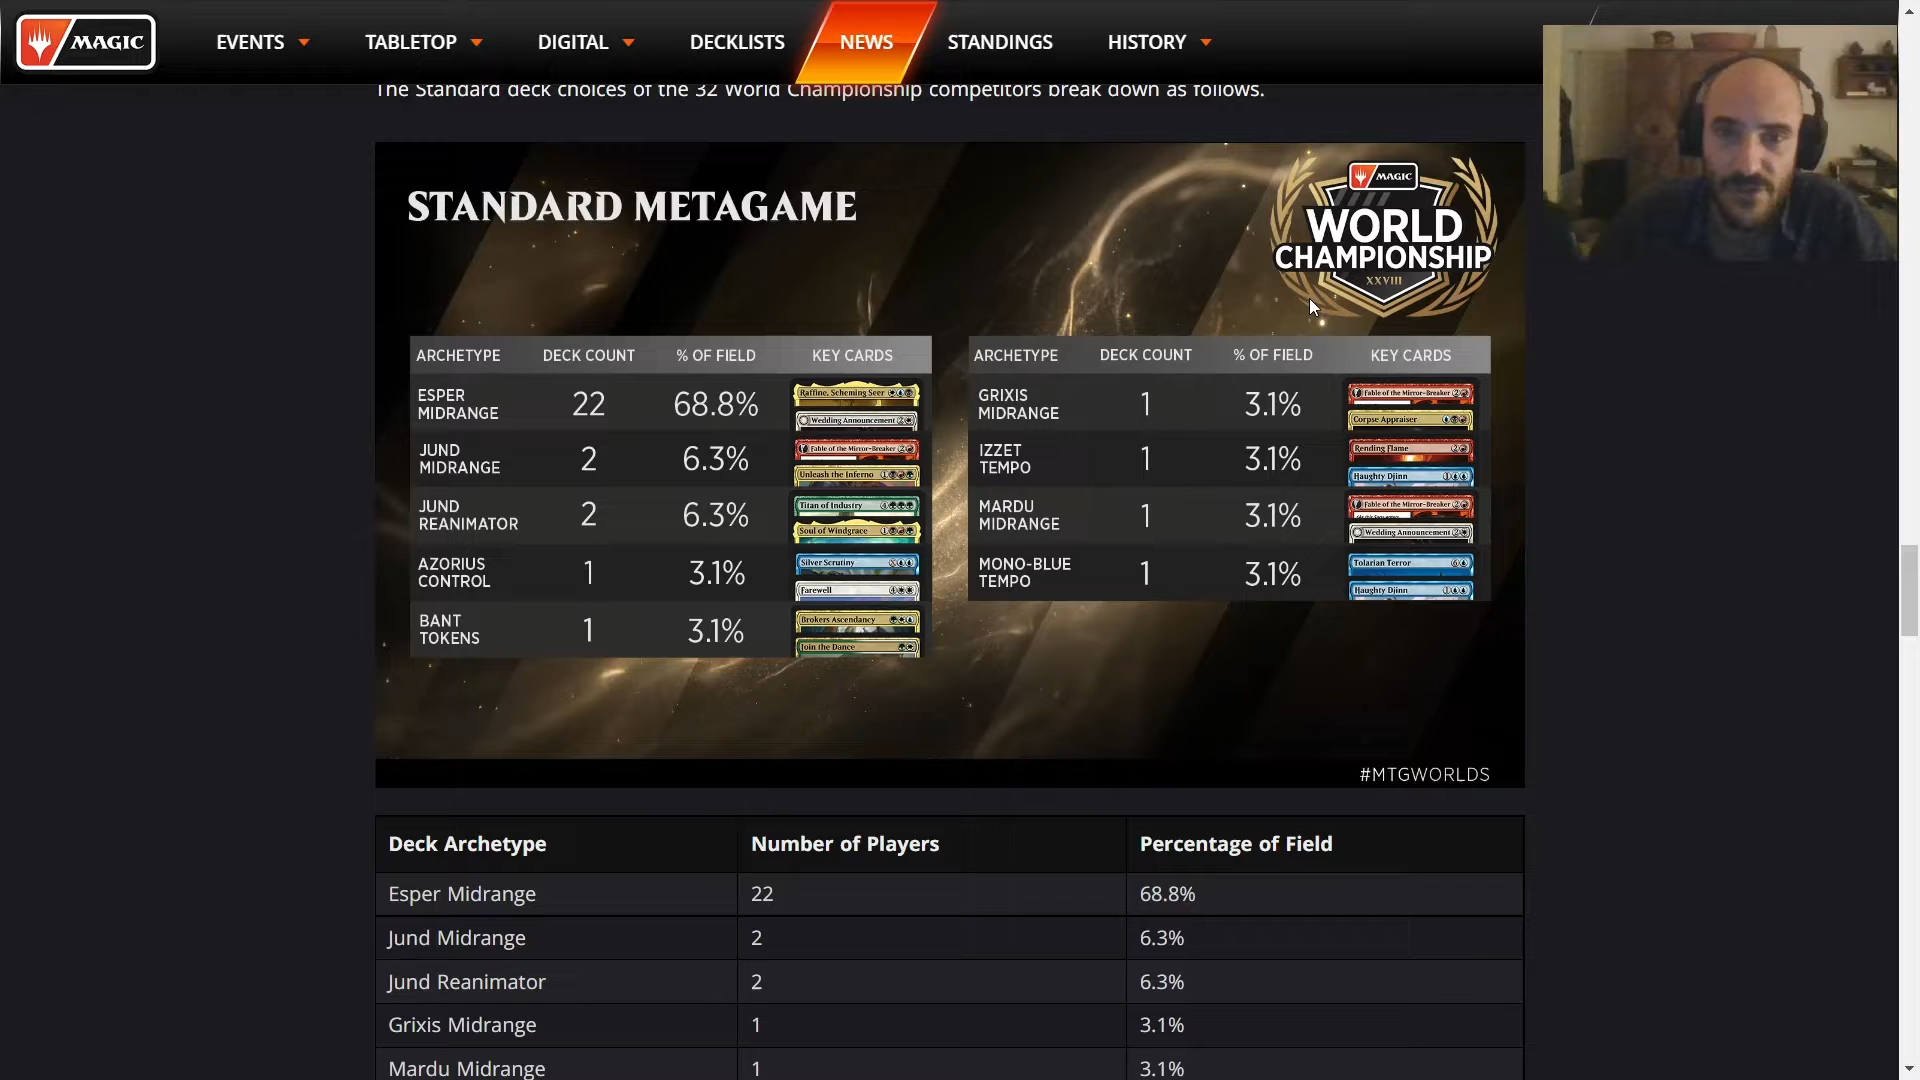 MAGIC
EVENTS TABLETOP DIGITAL DECKLISTS NEWS STANDINGS HISTORY
The Standard deck choices of the 32 World Championship competitors break down as follows.
STANDARD METAGAME
MAGIC
WORLD
CHAMPIONSHIP
XXVIII
ARCHETYPE DECK COUNT % OF FIELD KEY CARDS
ESPER
MIDRANGE
22 68.8%
Raffine, Scheming Seer
Wedding Announcement
JUND
MIDRANGE
2 6.3%
Fable of the Mirror-Breaker
Unleash the Inferno
JUND
REANIMATOR
2 6.3%
Titan of Industry
Soul of Windgrace
AZORIUS
CONTROL
1 3.1%
Silver Scrutiny
Farewell
BANT
TOKENS
1 3.1%
Brokers Ascendancy
Join the Dance
ARCHETYPE DECK COUNT % OF FIELD KEY CARDS
GRIXIS
MIDRANGE
1 3.1%
Fable of the Mirror-Breaker
Corpse Appraiser
IZZET
TEMPO
1 3.1%
Rending Flame
Haughty Djinn
MARDU
MIDRANGE
1 3.1%
Fable of the Mirror-Breaker
Wedding Announcement
MONO-BLUE
TEMPO
1 3.1%
Tolarian Terror
Haughty Djinn
#MTGWORLDS
Deck Archetype Number of Players Percentage of Field
Esper Midrange 22 68.8%
Jund Midrange 2 6.3%
Jund Reanimator 2 6.3%
Grixis Midrange 1 3.1%
Mardu Midrange 1 3.1%